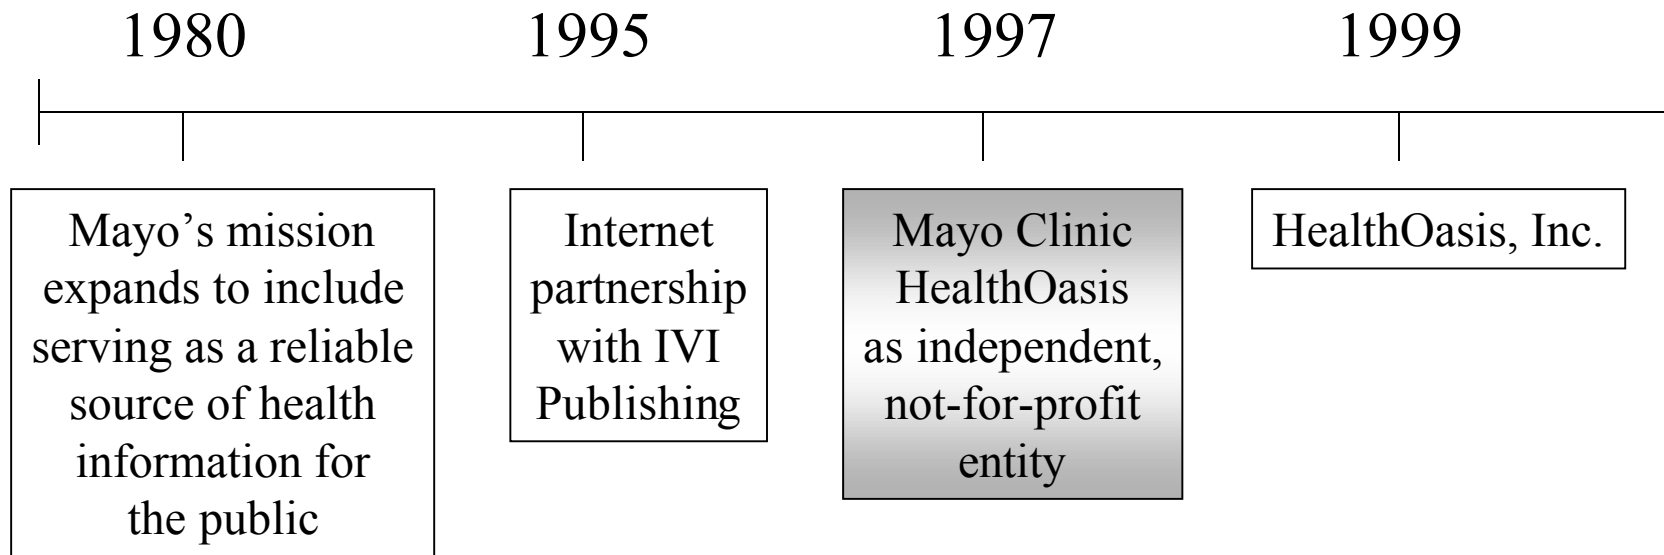 1980 1995 1997 1999
Mayo’s mission
expands to include
serving as a reliable
source of health
information for
the public
Internet
partnership
with IVI
Publishing
Mayo Clinic
HealthOasis
as independent,
not-for-profit
entity
HealthOasis, Inc.